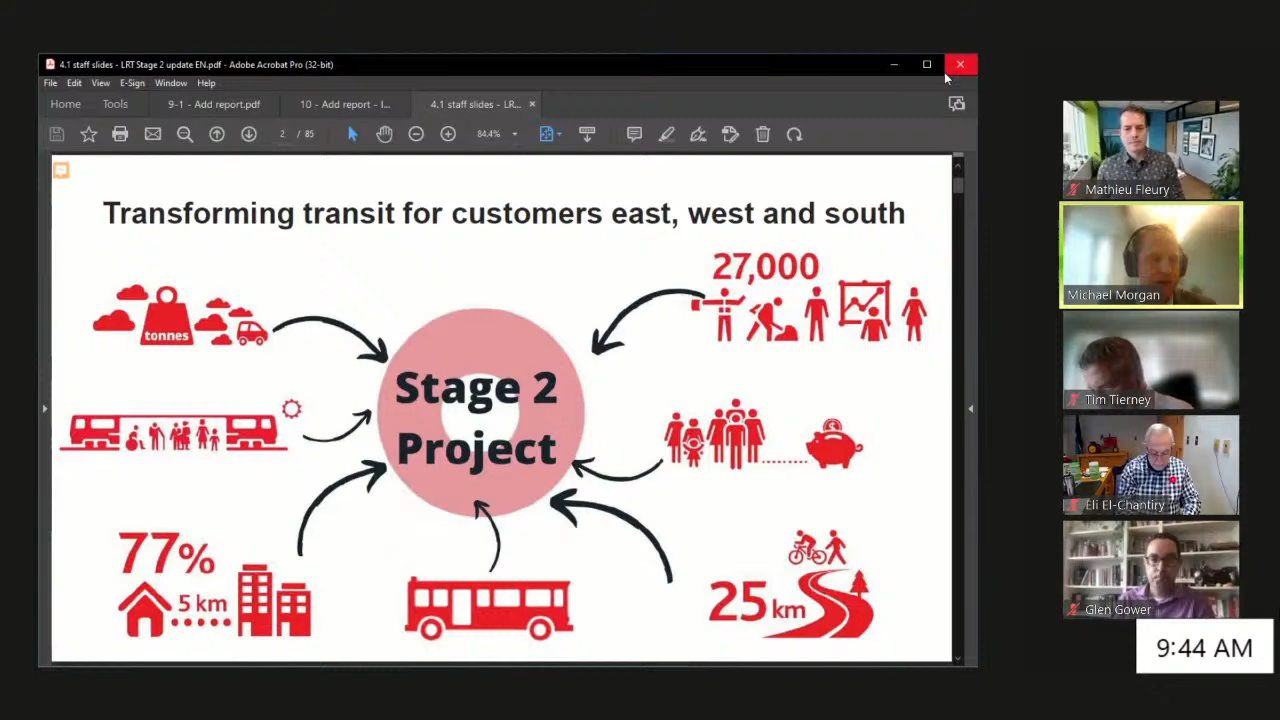 4.1 staff slides - LRT Stage 2 update EN.pdf - Adobe Acrobat Pro (32-bit)
File Edit View E-Sign Window Help
Home Tools 9-1 - Add report.pdf 10 - Add report - I... 4.1 staff slides - LR...
2 / 85 84.4%
Transforming transit for customers east, west and south
27,000
tonnes
Stage 2
Project
77%
5 km
25 km
Mathieu Fleury
Michael Morgan
Tim Tierney
Eli El-Chantiry
Glen Gower
9:44 AM